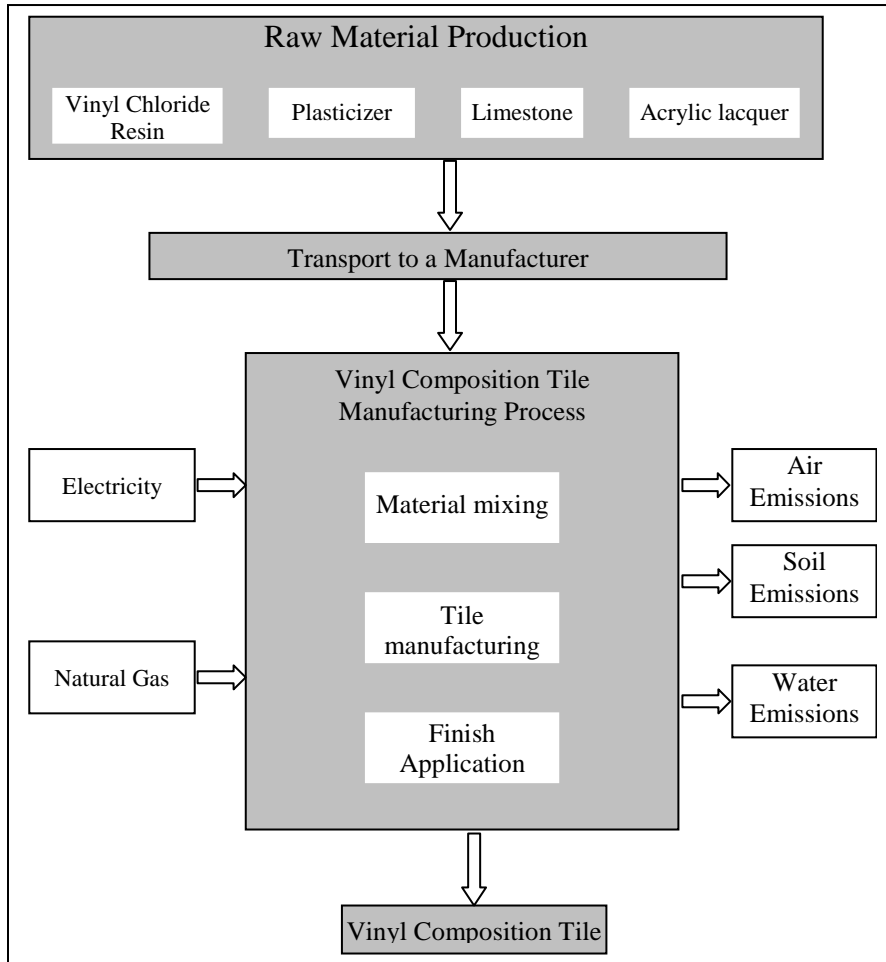 Raw Material Production
Vinyl Chloride
Resin
Plasticizer
Limestone
Acrylic lacquer
Transport to a Manufacturer
Vinyl Composition Tile
Manufacturing Process
Electricity
Material mixing
Air
Emissions
Soil
Emissions
Tile
manufacturing
Natural Gas
Water
Emissions
Finish
Application
Vinyl Composition Tile